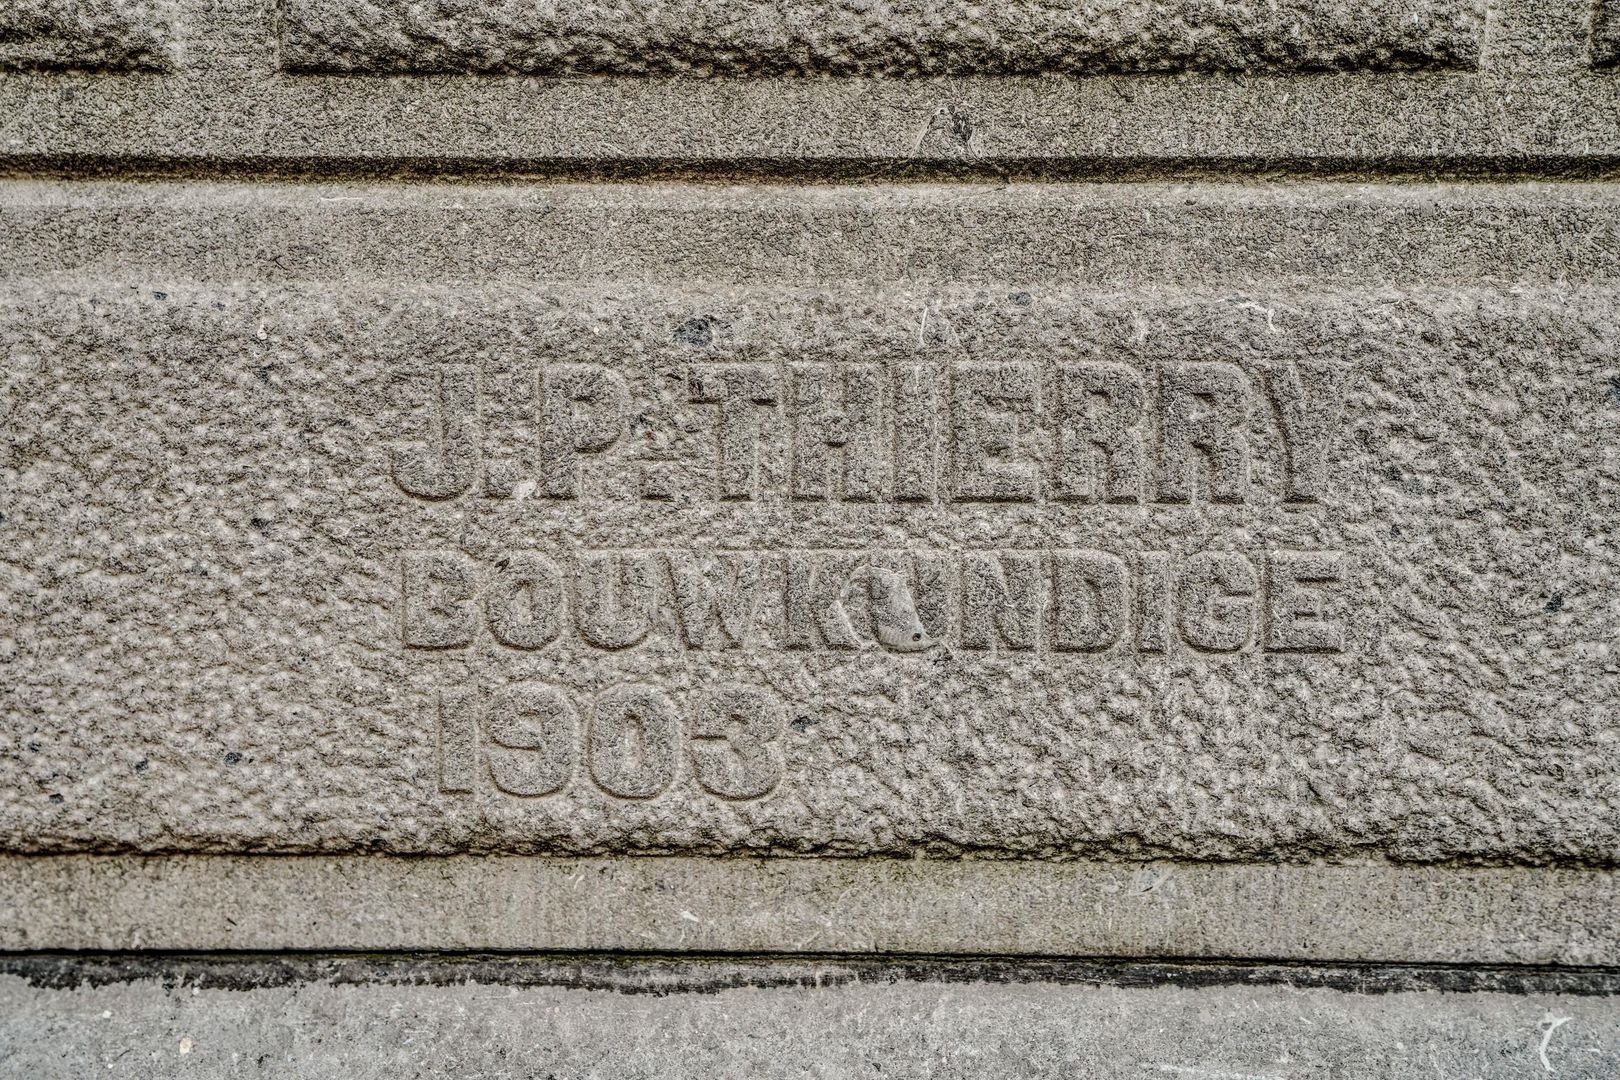 J.P. THIERRY
BOUWKUNDIGE
1903